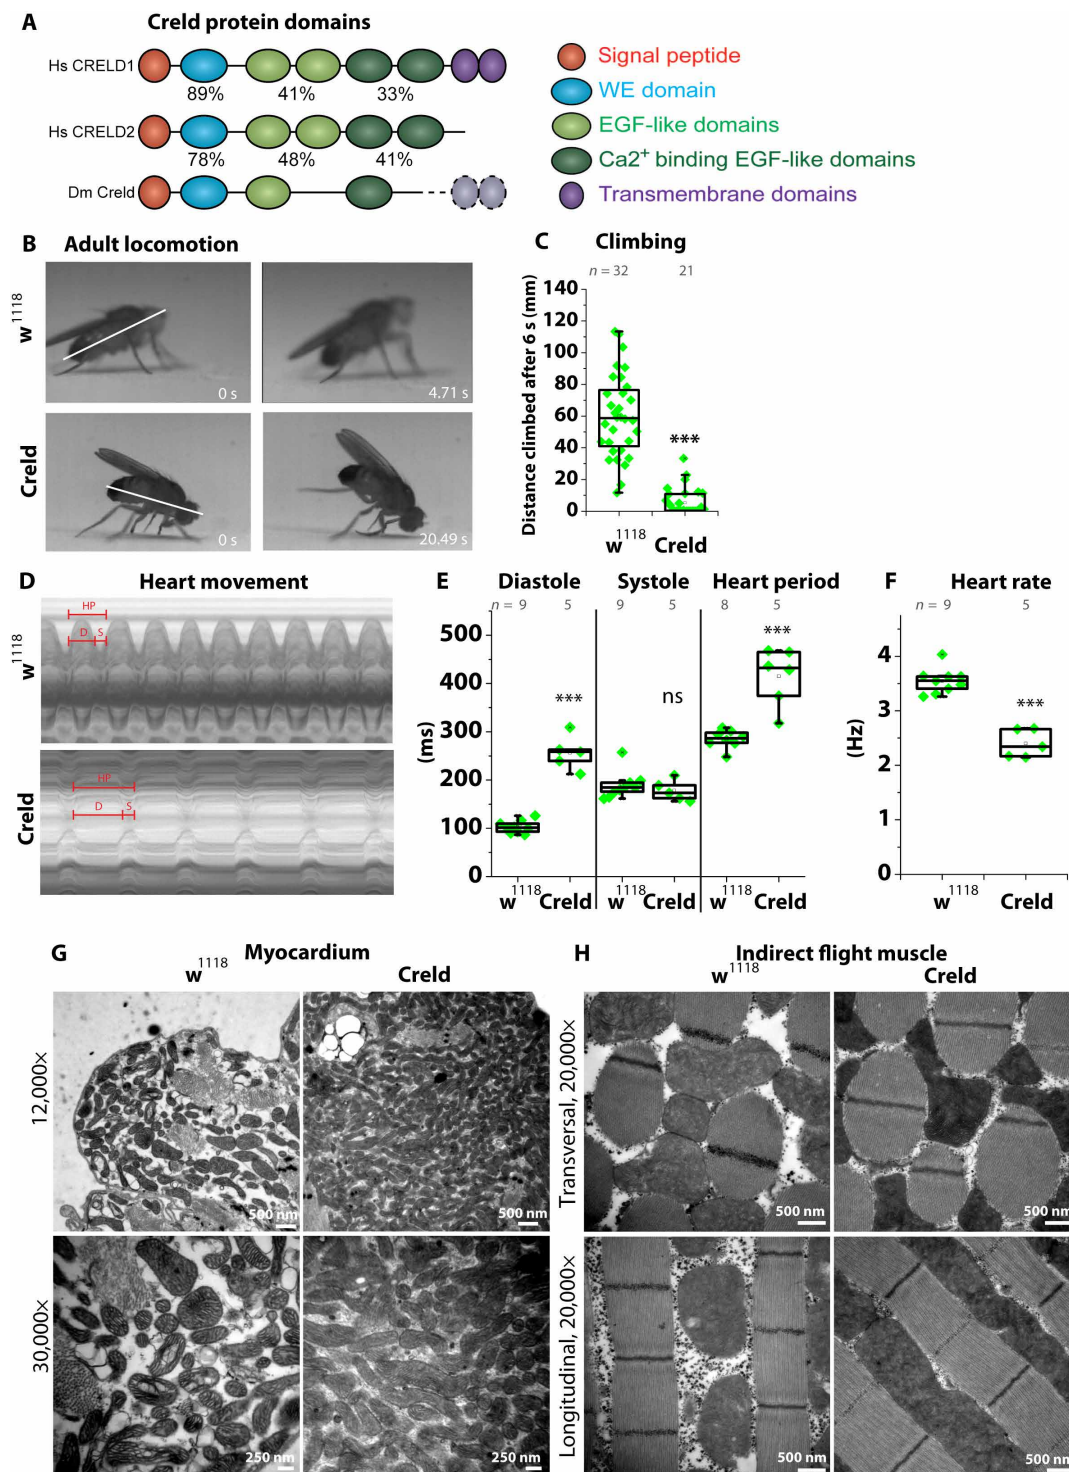 A
Creld protein domains
Hs CRELD1
89% 41% 33%
Hs CRELD2
78% 48% 41%
Dm Creld
Signal peptide
WE domain
EGF-like domains
Ca2+ binding EGF-like domains
Transmembrane domains
B Adult locomotion
w1118
0 s
4.71 s
Creld
0 s
20.49 s
C Climbing
n = 32 21
Distance climbed after 6 s (mm)
140
120
100
80
60
40
20
0
***
w1118 Creld
D Heart movement
w1118
HP
D S
Creld
HP
D S
E Diastole Systole Heart period
n = 9 5 9 5 8 5
(ms)
500
400
300
200
100
0
***
ns
***
w1118 Creld w1118 Creld w1118 Creld
F Heart rate
n = 9 5
(Hz)
4
3
2
1
0
***
w1118 Creld
G Myocardium
w1118 Creld
12,000×
500 nm
500 nm
30,000×
250 nm
250 nm
H Indirect flight muscle
w1118 Creld
Transversal, 20,000×
500 nm
500 nm
Longitudinal, 20,000×
500 nm
500 nm